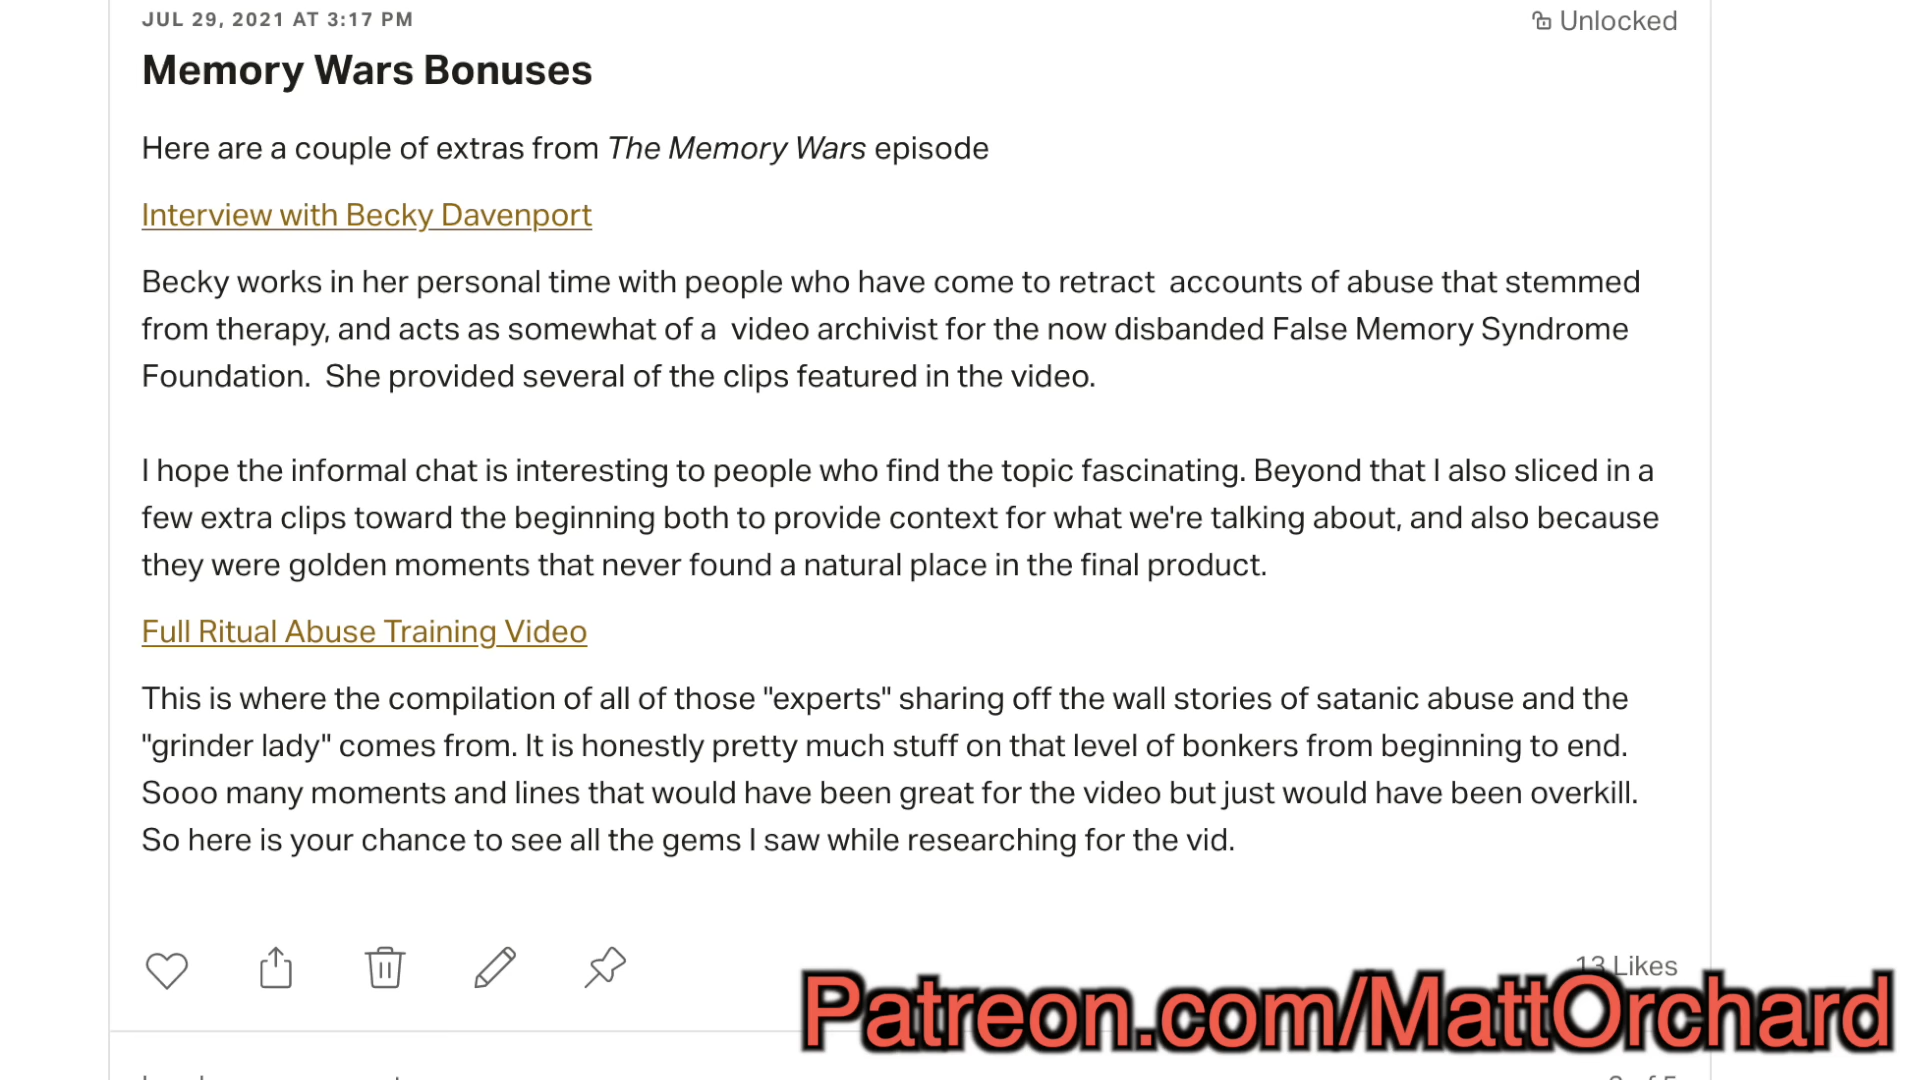 JUL 29, 2021 AT 3:17 PM
Unlocked
Memory Wars Bonuses
Here are a couple of extras from The Memory Wars episode
Interview with Becky Davenport
Becky works in her personal time with people who have come to retract  accounts of abuse that stemmed
from therapy, and acts as somewhat of a  video archivist for the now disbanded False Memory Syndrome
Foundation.  She provided several of the clips featured in the video.
I hope the informal chat is interesting to people who find the topic fascinating. Beyond that I also sliced in a
few extra clips toward the beginning both to provide context for what we're talking about, and also because
they were golden moments that never found a natural place in the final product.
Full Ritual Abuse Training Video
This is where the compilation of all of those "experts" sharing off the wall stories of satanic abuse and the
"grinder lady" comes from. It is honestly pretty much stuff on that level of bonkers from beginning to end.
Sooo many moments and lines that would have been great for the video but just would have been overkill.
So here is your chance to see all the gems I saw while researching for the vid.
13 Likes
Patreon.com/MattOrchard